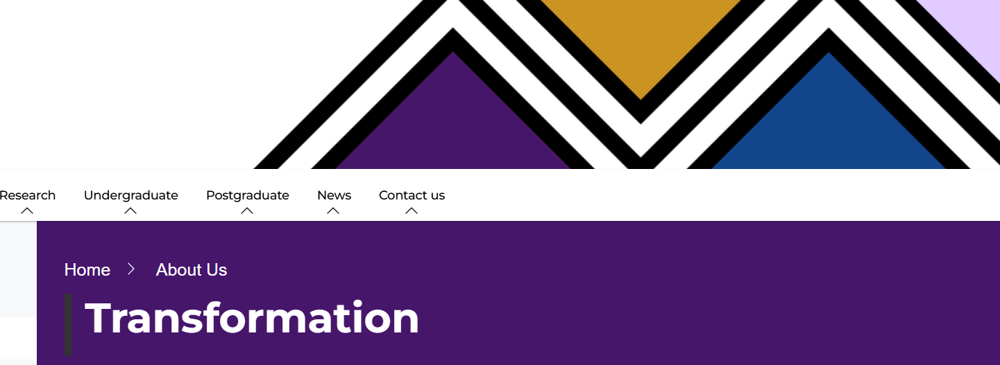 Research Undergraduate Postgraduate News Contact us
Home About Us
Transformation